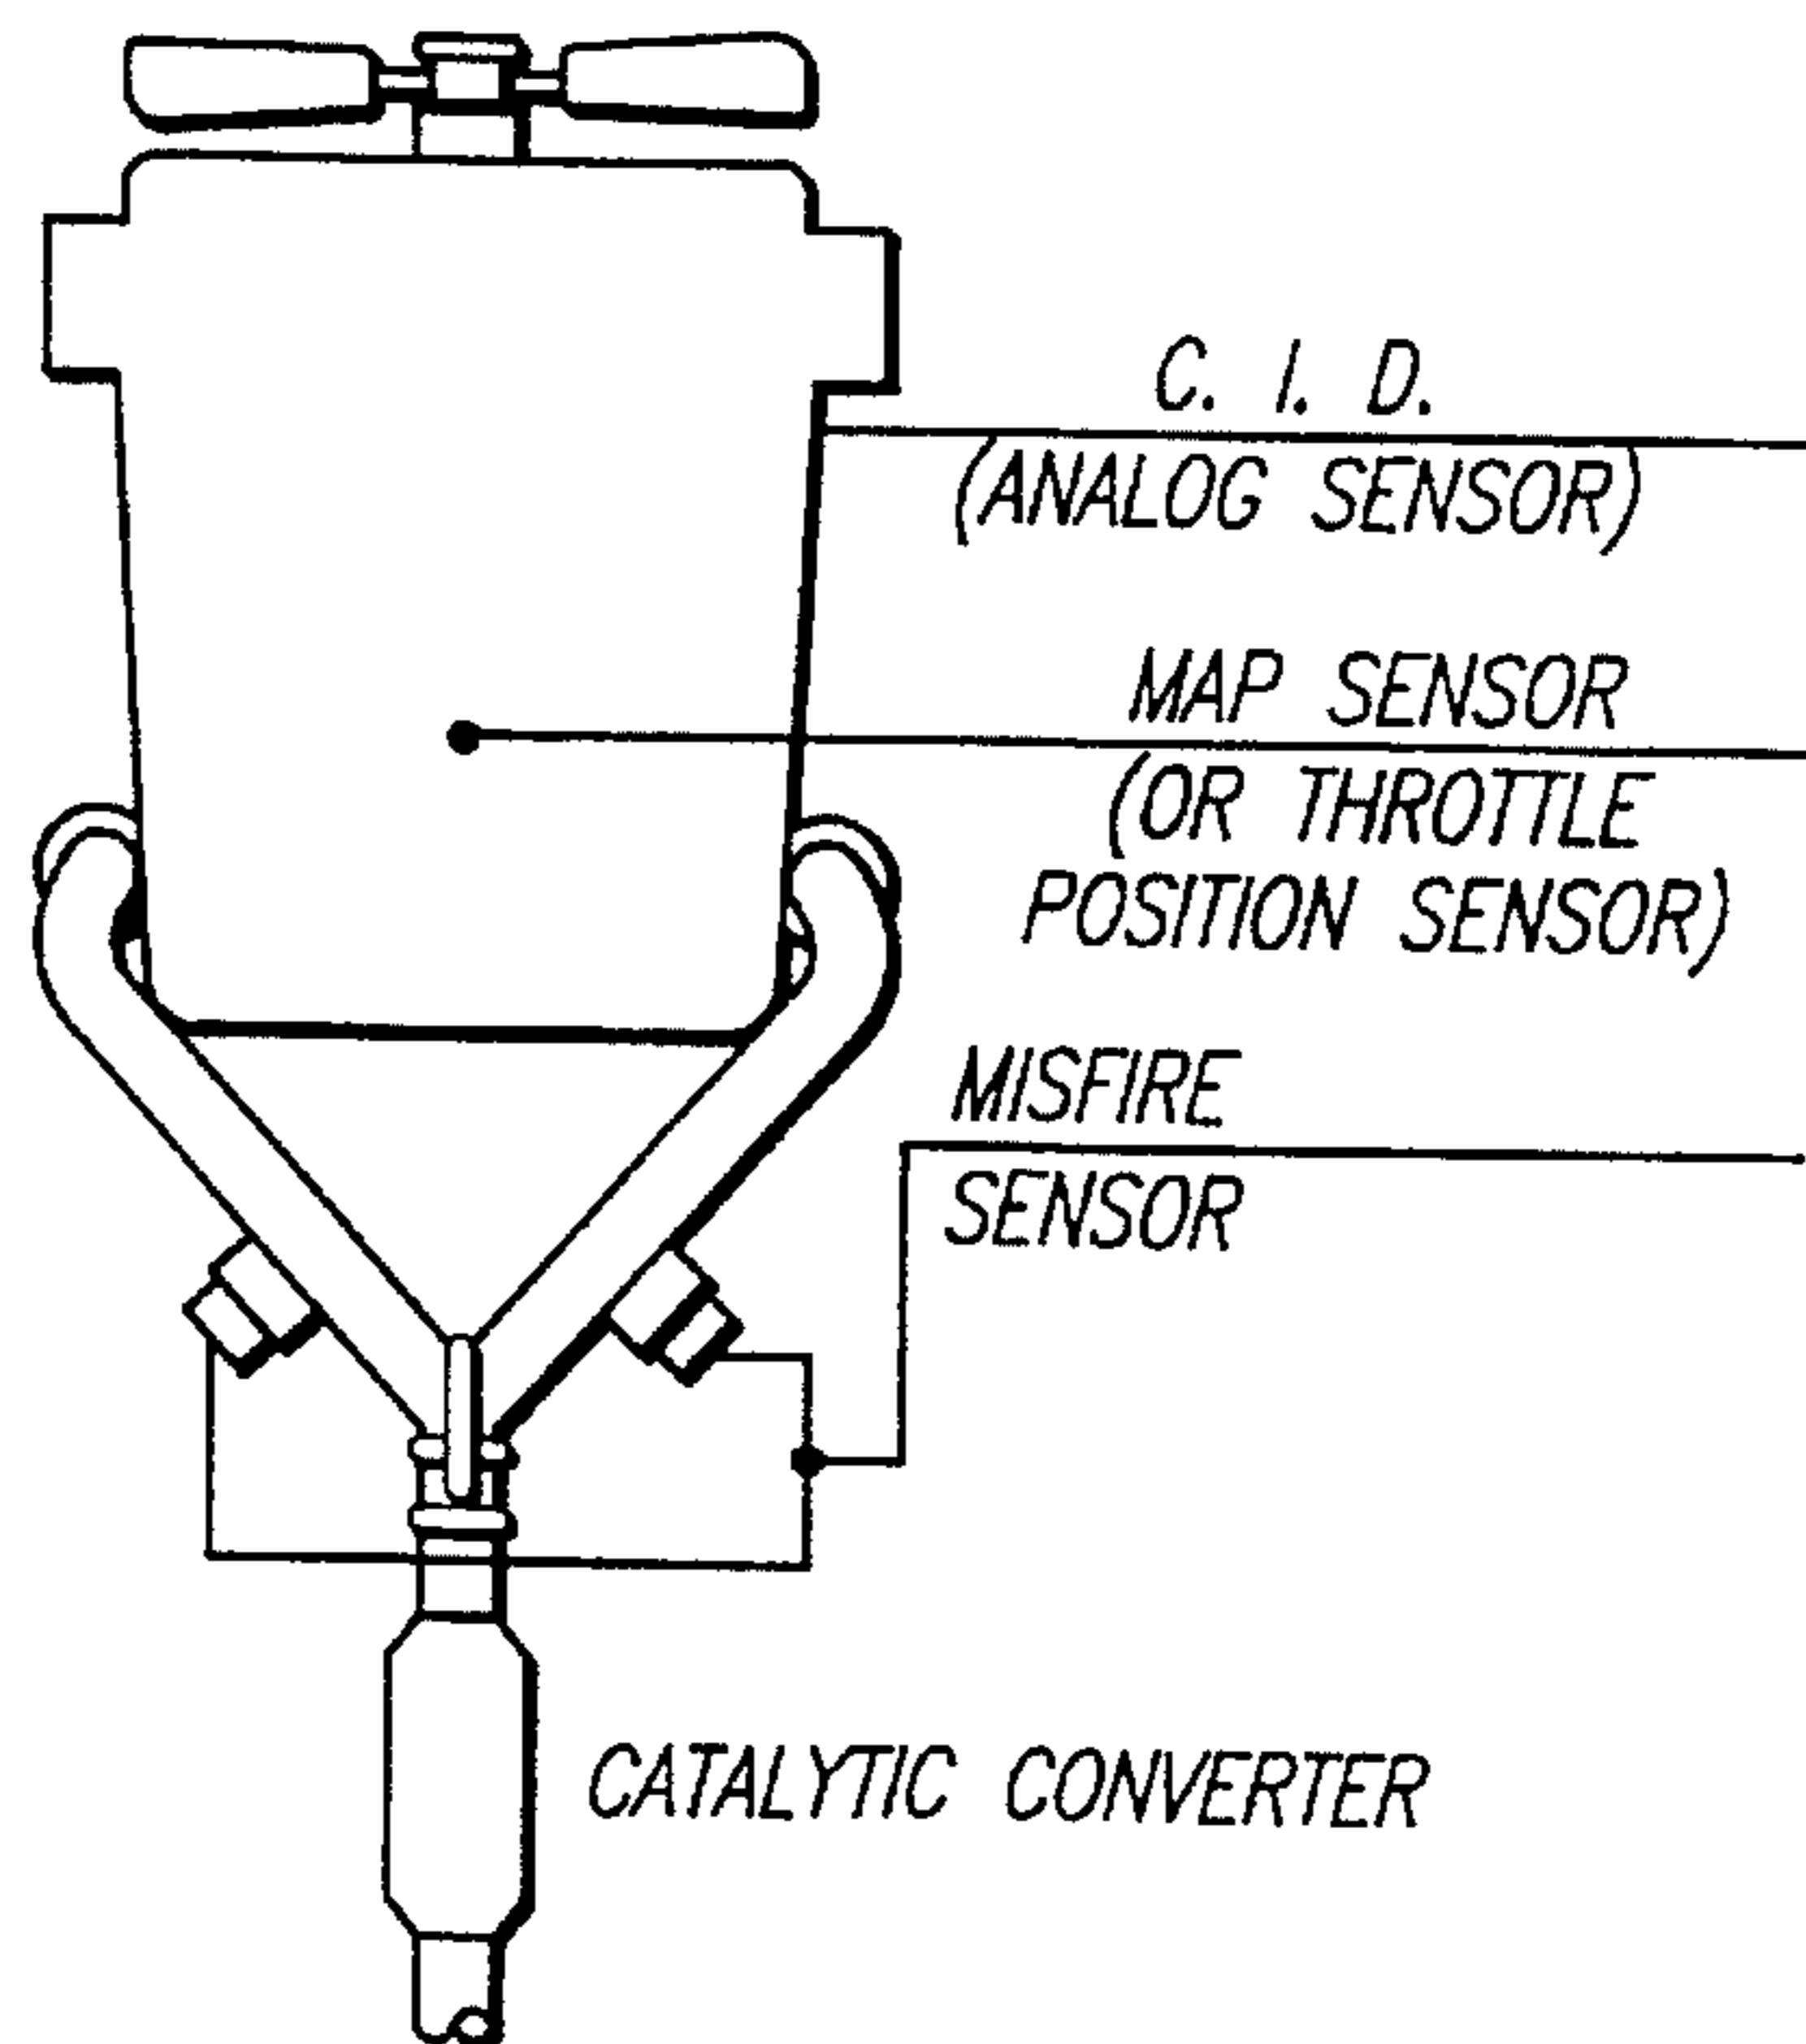 C. I. D.
(ANALOG SENSOR)
MAP SENSOR
(OR THROTTLE
POSITION SENSOR)
MISFIRE
SENSOR
CATALYTIC CONVERTER